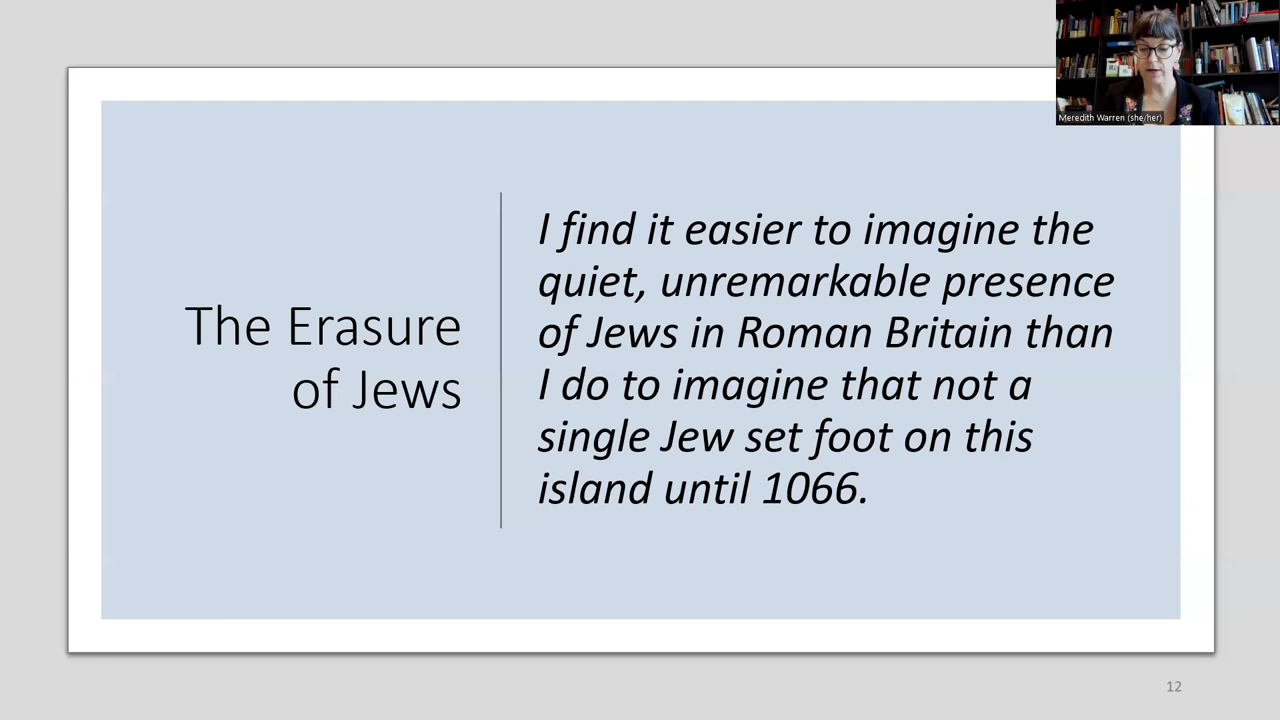 Meredith Warren (she/her)
The Erasure
of Jews
I find it easier to imagine the
quiet, unremarkable presence
of Jews in Roman Britain than
I do to imagine that not a
single Jew set foot on this
island until 1066.
12